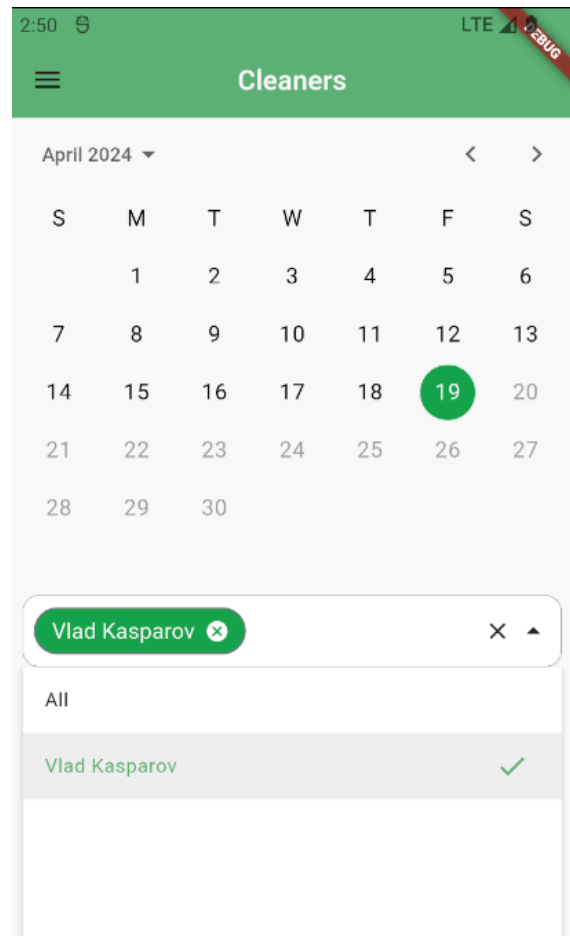 2:50 LTE
DEBUG
Cleaners
April 2024
S M T W T F S
1 2 3 4 5 6
7 8 9 10 11 12 13
14 15 16 17 18 19 20
21 22 23 24 25 26 27
28 29 30
Vlad Kasparov
All
Vlad Kasparov